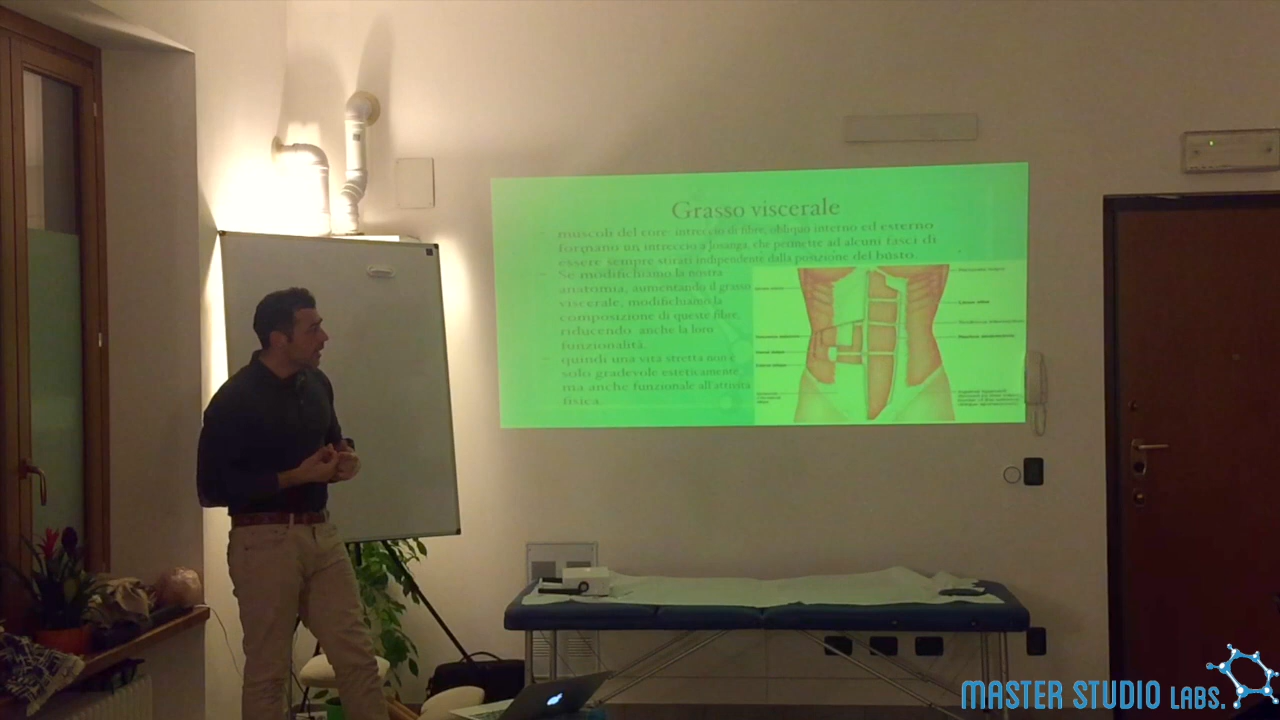 Grasso viscerale
muscoli del core: intreccio di fibre, obliquo interno ed esterno
formano un intreccio a losanga, che permette ad alcuni fasci di
essere sempre stirati indipendente dalla posizione del busto.
Se modifichiamo la nostra
anatomia, aumentando il grasso
viscerale, modifichiamo la
composizione di queste fibre,
riducendo anche la loro
funzionalità.
quindi una vita stretta non è
solo gradevole esteticamente,
ma anche funzionale all'attività
fisica.
MASTER STUDIO LABS.